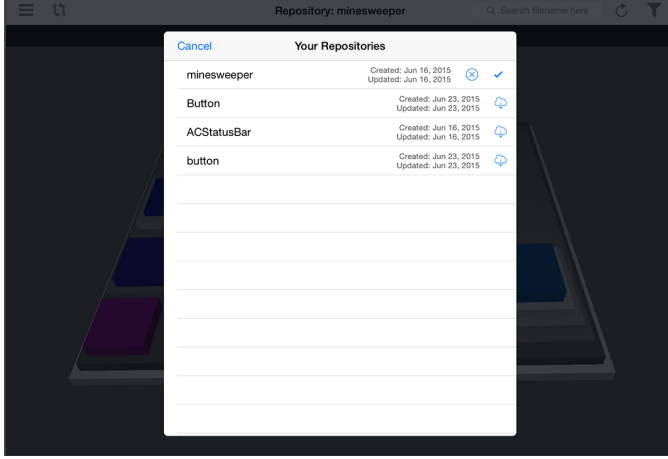 Repository: minesweeper
Search filename here
Cancel
Your Repositories
minesweeper
Created: Jun 16, 2015
Updated: Jun 16, 2015
Button
Created: Jun 23, 2015
Updated: Jun 23, 2015
ACStatusBar
Created: Jun 16, 2015
Updated: Jun 16, 2015
button
Created: Jun 23, 2015
Updated: Jun 23, 2015